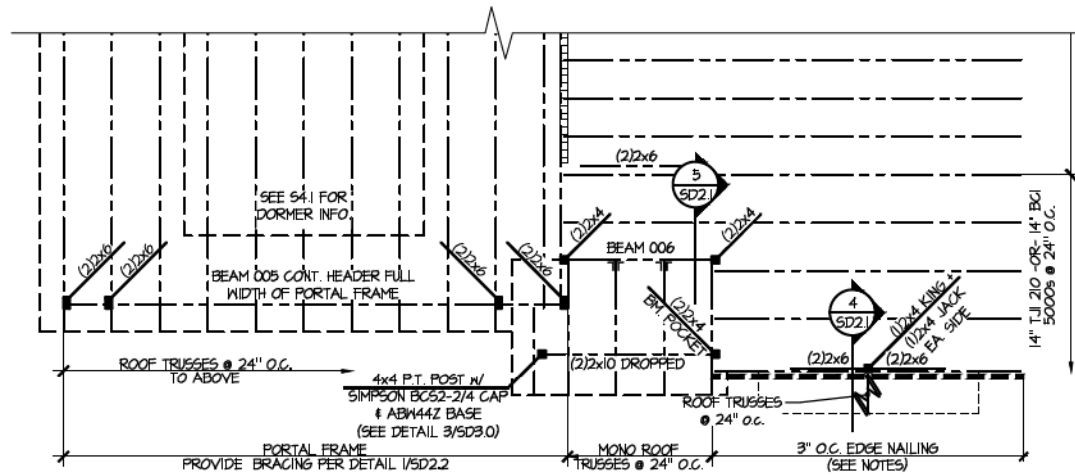 (2)2x6
5
SD2.1
SEE S4.1 FOR
DORMER INFO.
(2)2x4
(2)2x4
14" TJI 210 -OR- 14" BCI
5000s @ 24" O.C.
(2)2x6
(2)2x6
(2)2x6
BEAM 006
BEAM 005 CONT. HEADER FULL
WIDTH OF PORTAL FRAME
(2)2x4
BM. POCKET
4
SD2.1
(1)2x4 KING +
(1)2x4 JACK
EA. SIDE
ROOF TRUSSES @ 24" O.C.
TO ABOVE
(2)2x10 DROPPED
(2)2x6
(2)2x6
4x4 P.T. POST W/
SIMPSON BCS2-2/4 CAP
& ABW44Z BASE
(SEE DETAIL 3/SD3.0)
ROOF TRUSSES
@ 24" o.c.
PORTAL FRAME
PROVIDE BRACING PER DETAIL 1/SD2.2
MONO ROOF
TRUSSES @ 24" O.C.
3" O.C. EDGE NAILING
(SEE NOTES)